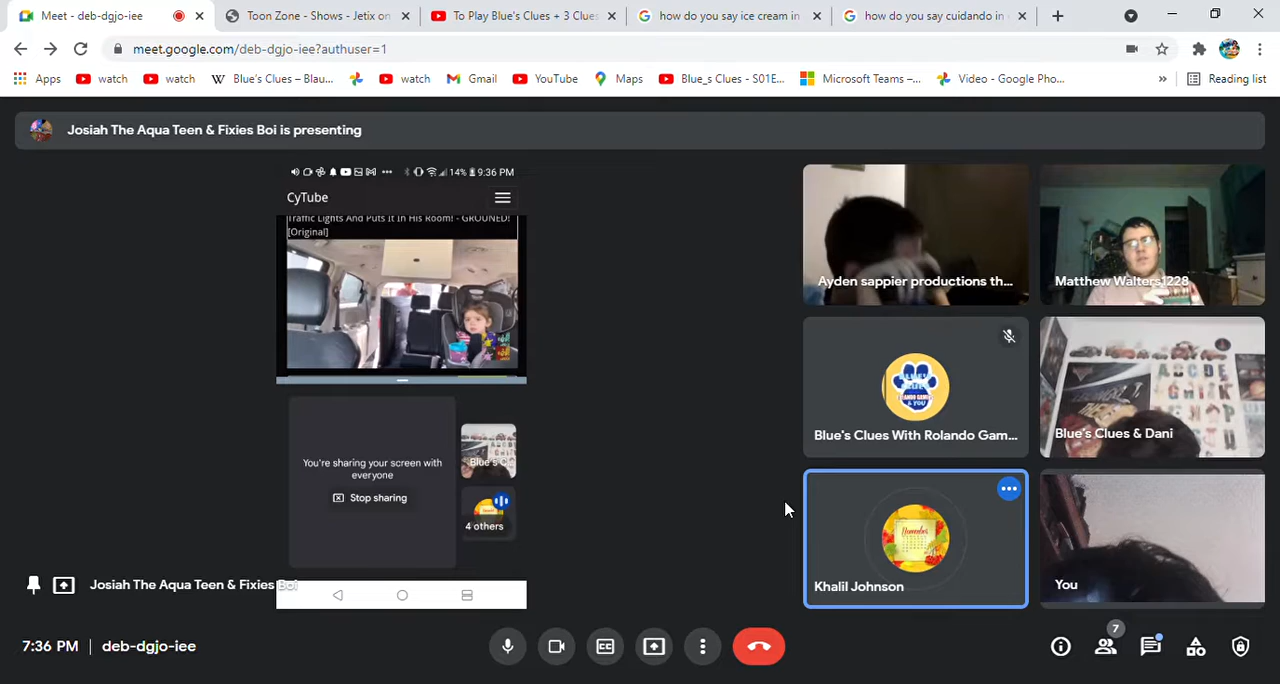 Meet - deb-dgjo-iee
Toon Zone - Shows - Jetix on
To Play Blue's Clues + 3 Clues
how do you say ice cream in
how do you say cuidando in
meet.google.com/deb-dgjo-iee?authuser=1
Apps
watch
watch
Blue's Clues – Blau...
watch
Gmail
YouTube
Maps
Blue_s Clues - S01E...
Microsoft Teams –...
Video - Google Pho...
»
Reading list
Josiah The Aqua Teen & Fixies Boi is presenting
14% 9:36 PM
CyTube
Traffic Lights And Puts It In His Room! - GROUNED!
[Original]
You're sharing your screen with
everyone
Stop sharing
4 others
Josiah The Aqua Teen & Fixies Boi
Ayden sappier productions th...
Matthew Walters1228
Blue's Clues With Rolando Gam...
Blue's Clues & Dani
November
Khalil Johnson
You
7:36 PM | deb-dgjo-iee
7